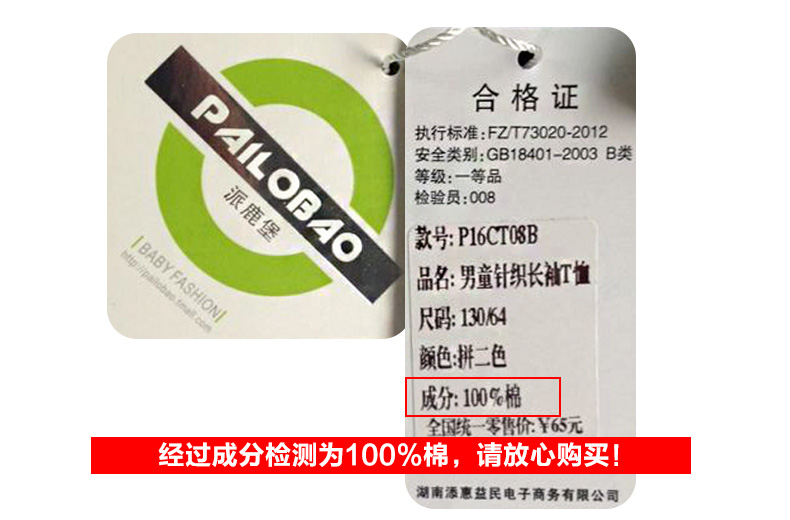 PAILOBAO
派鹿堡
BABY FASHION
http://pailobao.tmall.com
合格证
执行标准:FZ/T73020-2012
安全类别:GB18401-2003 B类
等级:一等品
检验员:008
款号:P16CT08B
品名:男童针织长袖T恤
尺码:130/64
颜色:拼二色
成分:100%棉
全国统一零售价:¥65元
经过成分检测为100%棉，请放心购买!
湖南添惠益民电子商务有限公司